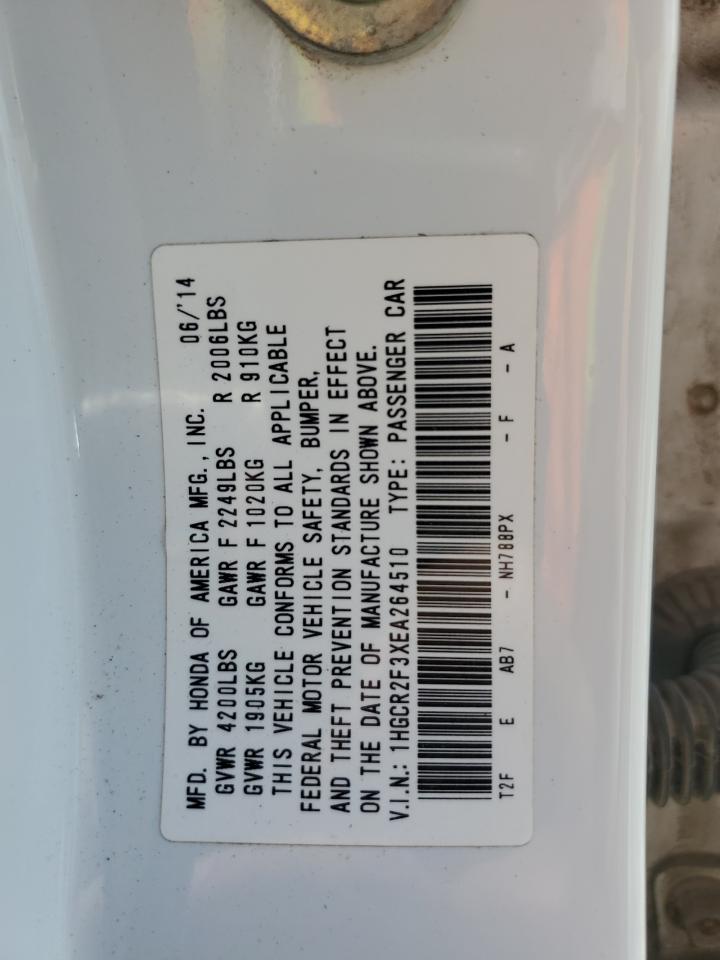 MFD. BY HONDA OF AMERICA MFG., INC. 06/'14
GVWR 4200LBS GAWR F 2249LBS R 2006LBS
GVWR 1905KG GAWR F 1020KG R 910KG
THIS VEHICLE CONFORMS TO ALL APPLICABLE
FEDERAL MOTOR VEHICLE SAFETY, BUMPER,
AND THEFT PREVENTION STANDARDS IN EFFECT
ON THE DATE OF MANUFACTURE SHOWN ABOVE.
V.I.N.: 1HGCR2F3XEA264510 TYPE: PASSENGER CAR
T2F E AB7 - NH788PX - F - A